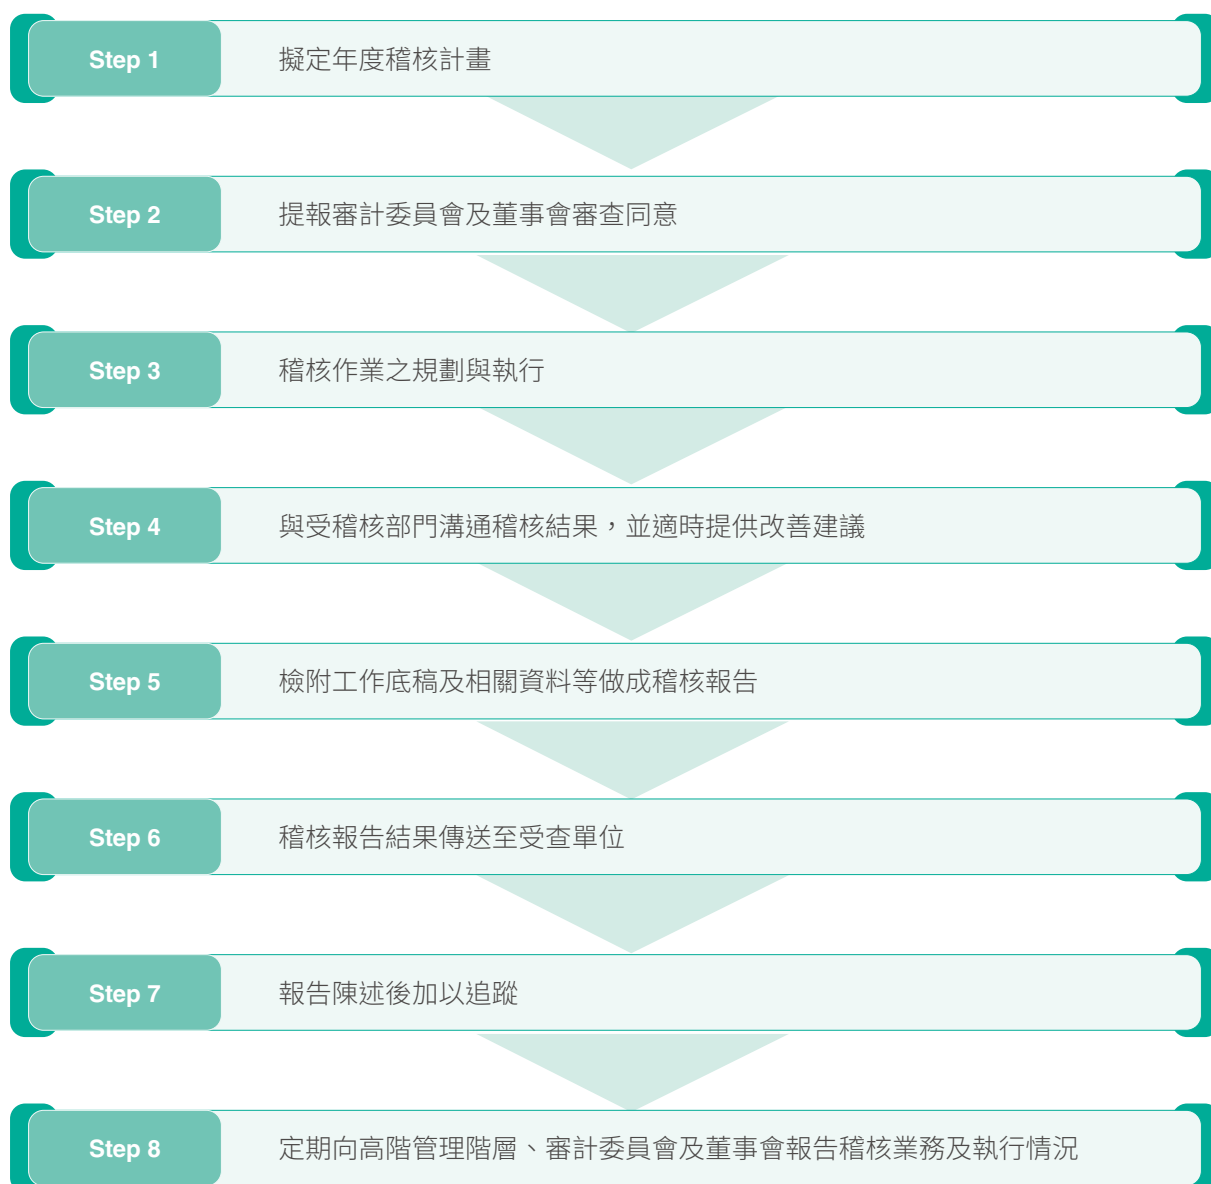 Step 1
擬定年度稽核計畫
Step 2
提報審計委員會及董事會審查同意
Step 3
稽核作業之規劃與執行
Step 4
與受稽核部門溝通稽核結果，並適時提供改善建議
Step 5
檢附工作底稿及相關資料等做成稽核報告
Step 6
稽核報告結果傳送至受查單位
Step 7
報告陳述後加以追蹤
Step 8
定期向高階管理階層、審計委員會及董事會報告稽核業務及執行情況